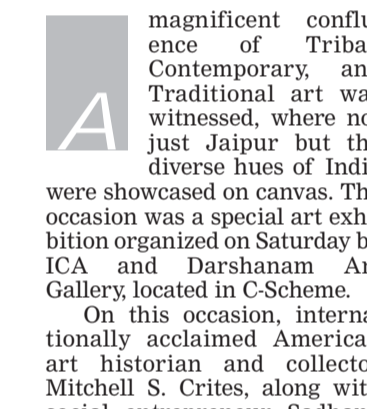 A magnificent conflu
ence of Triba
Contemporary, an
Traditional art wa
witnessed, where no
just Jaipur but th
diverse hues of Indi
were showcased on canvas. Th
occasion was a special art exh
bition organized on Saturday b
ICA and Darshanam Ar
Gallery, located in C-Scheme.
On this occasion, interna
tionally acclaimed America
art historian and collecto
Mitchell S. Crites, along wit
social entrepreneur Sadhan